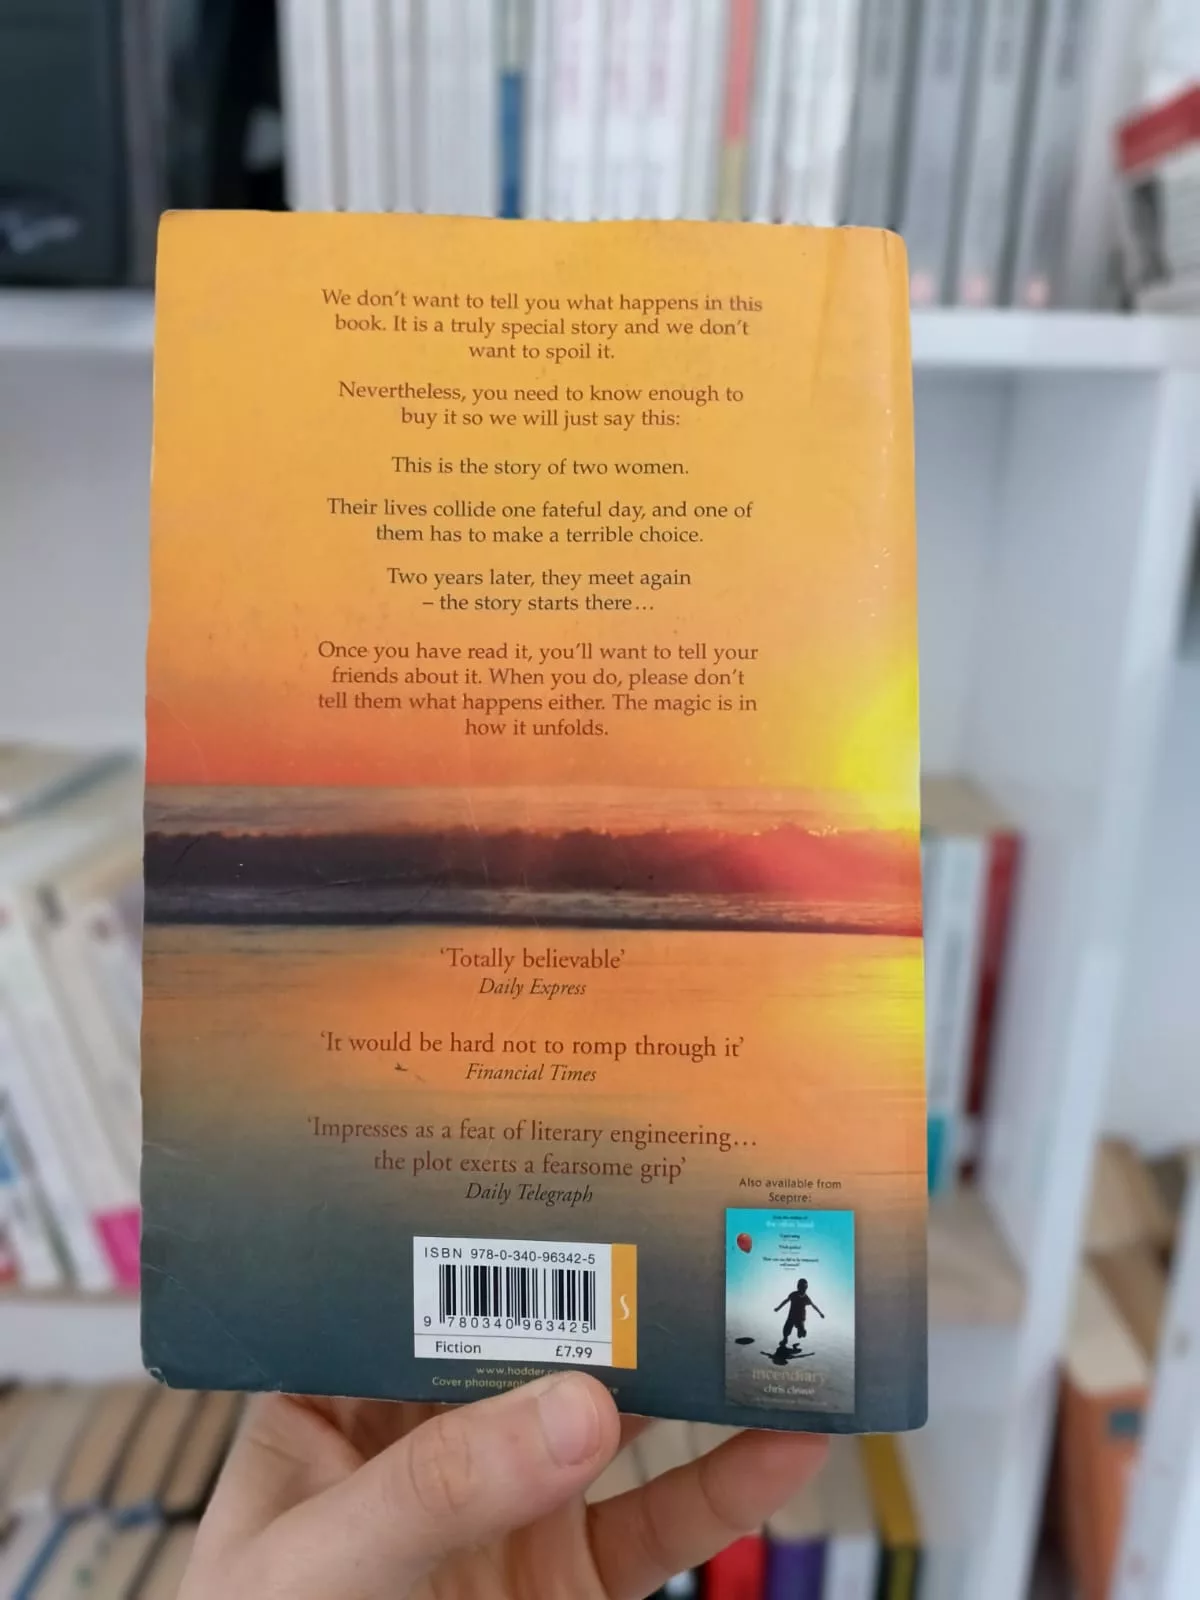 We don't want to tell you what happens in this
book. It is a truly special story and we don't
want to spoil it.
Nevertheless, you need to know enough to
buy it so we will just say this:
This is the story of two women.
Their lives collide one fateful day, and one of
them has to make a terrible choice.
Two years later, they meet again
– the story starts there…
Once you have read it, you'll want to tell your
friends about it. When you do, please don't
tell them what happens either. The magic is in
how it unfolds.
'Totally believable'
Daily Express
'It would be hard not to romp through it'
Financial Times
'Impresses as a feat of literary engineering…
the plot exerts a fearsome grip'
Daily Telegraph
Also available from
Sceptre:
the other hand
incendiary
chris cleave
ISBN 978-0-340-96342-5
9 780340 963425
Fiction £7.99
www.hodder
Cover